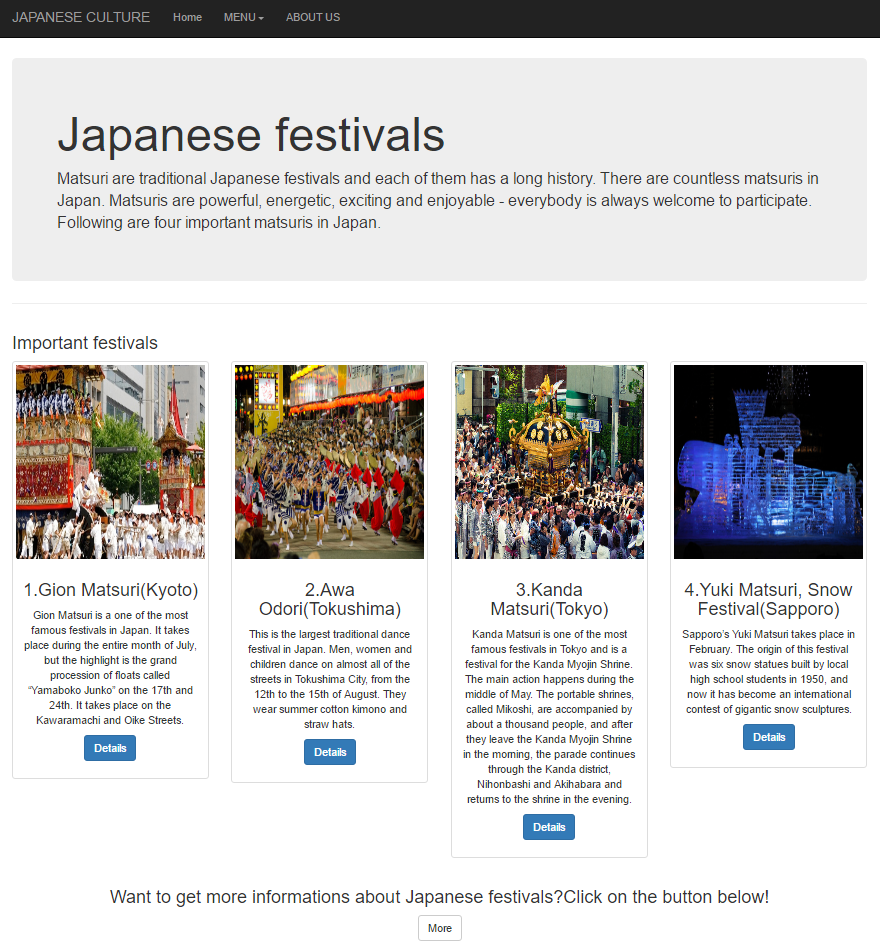 JAPANESE CULTURE Home MENU ABOUT US
Japanese festivals
Matsuri are traditional Japanese festivals and each of them has a long history. There are countless matsuris in
Japan. Matsuris are powerful, energetic, exciting and enjoyable - everybody is always welcome to participate.
Following are four important matsuris in Japan.
Important festivals
1.Gion Matsuri(Kyoto)
Gion Matsuri is a one of the most
famous festivals in Japan. It takes
place during the entire month of July,
but the highlight is the grand
procession of floats called
“Yamaboko Junko” on the 17th and
24th. It takes place on the
Kawaramachi and Oike Streets.
Details
2.Awa
Odori(Tokushima)
This is the largest traditional dance
festival in Japan. Men, women and
children dance on almost all of the
streets in Tokushima City, from the
12th to the 15th of August. They
wear summer cotton kimono and
straw hats.
Details
3.Kanda
Matsuri(Tokyo)
Kanda Matsuri is one of the most
famous festivals in Tokyo and is a
festival for the Kanda Myojin Shrine.
The main action happens during the
middle of May. The portable shrines,
called Mikoshi, are accompanied by
about a thousand people, and after
they leave the Kanda Myojin Shrine
in the morning, the parade continues
through the Kanda district,
Nihonbashi and Akihabara and
returns to the shrine in the evening.
Details
4.Yuki Matsuri, Snow
Festival(Sapporo)
Sapporo's Yuki Matsuri takes place in
February. The origin of this festival
was six snow statues built by local
high school students in 1950, and
now it has become an international
contest of gigantic snow sculptures.
Details
Want to get more informations about Japanese festivals?Click on the button below!
More